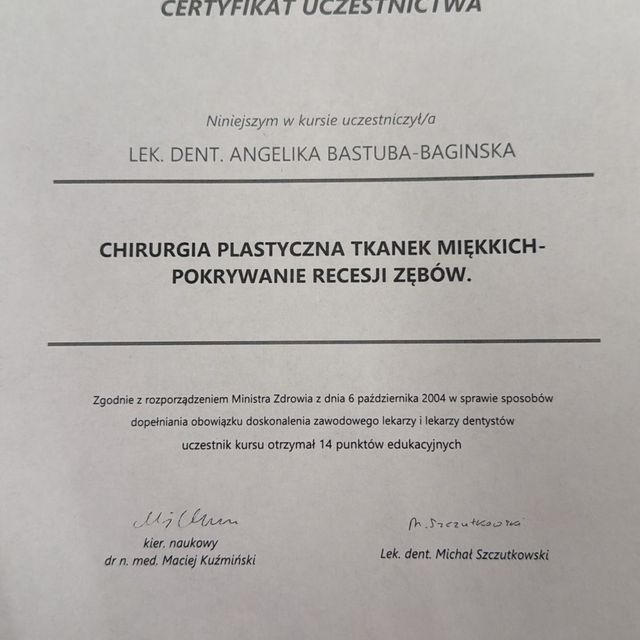 CERTYFIKAT UCZESTNICTWA
Niniejszym w kursie uczestniczył/a
LEK. DENT. ANGELIKA BASTUBA-BAGINSKA
CHIRURGIA PLASTYCZNA TKANEK MIĘKKICH-
POKRYWANIE RECESJI ZĘBÓW.
Zgodnie z rozporządzeniem Ministra Zdrowia z dnia 6 października 2004 w sprawie sposobów
dopełniania obowiązku doskonalenia zawodowego lekarzy i lekarzy dentystów
uczestnik kursu otrzymał 14 punktów edukacyjnych
M. Szczutkowski
kier. naukowy
dr n. med. Maciej Kuźmiński
Lek. dent. Michał Szczutkowski